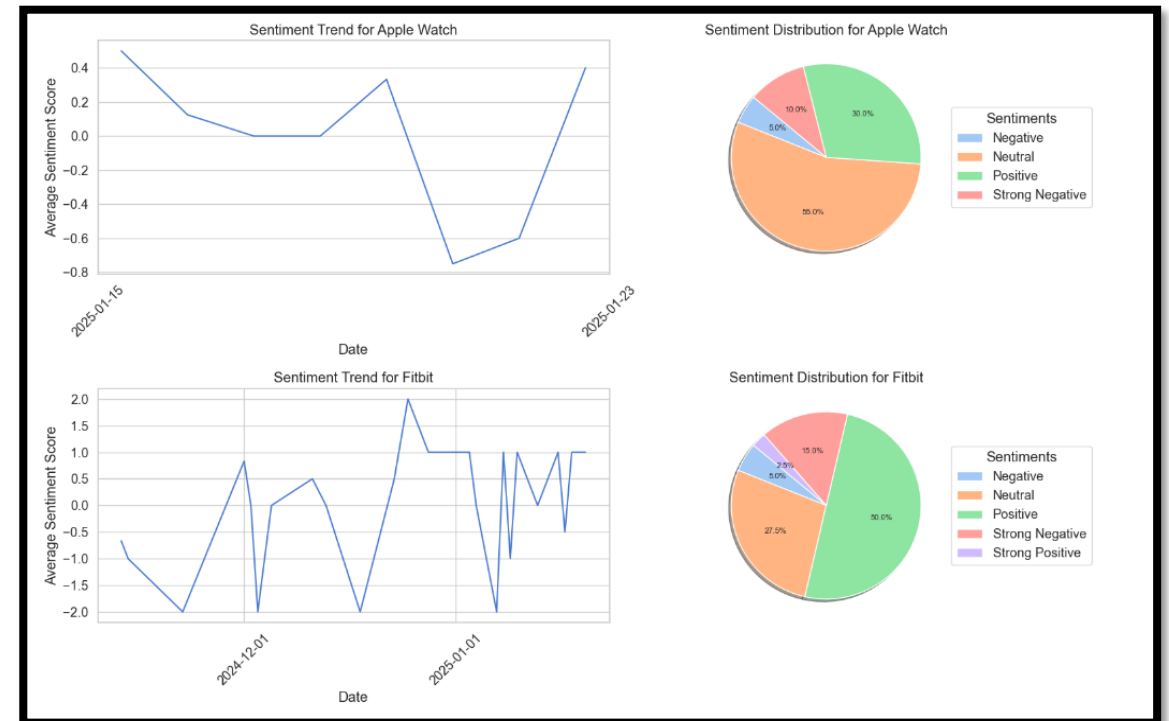 Sentiment Trend for Apple Watch
Average Sentiment Score
0.4
0.2
0.0
−0.2
−0.4
−0.6
−0.8
2025-01-15
2025-01-23
Date
Sentiment Distribution for Apple Watch
10.0%
30.0%
5.0%
55.0%
Sentiments
Negative
Neutral
Positive
Strong Negative
Sentiment Trend for Fitbit
Average Sentiment Score
2.0
1.5
1.0
0.5
0.0
−0.5
−1.0
−1.5
−2.0
2024-12-01
2025-01-01
Date
Sentiment Distribution for Fitbit
15.0%
2.5%
5.0%
50.0%
27.5%
Sentiments
Negative
Neutral
Positive
Strong Negative
Strong Positive